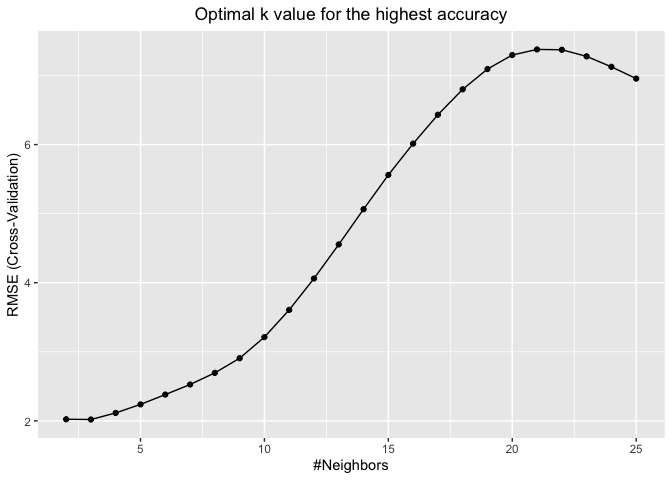 Optimal k value for the highest accuracy
RMSE (Cross-Validation)
6
4
2
5
10
15
20
25
#Neighbors